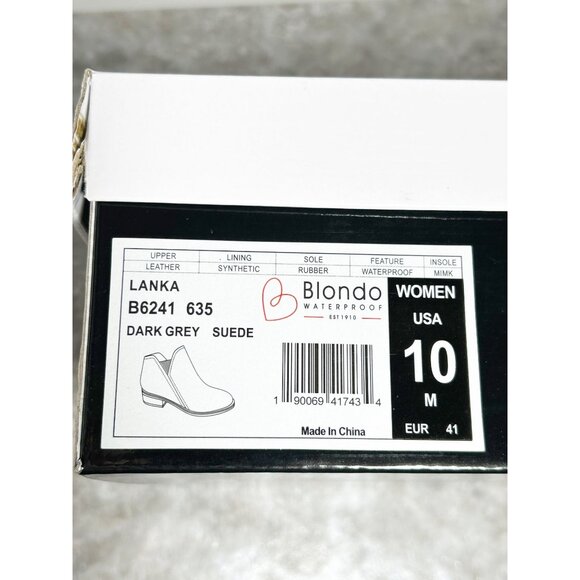 UPPER LINING SOLE FEATURE INSOLE
LEATHER SYNTHETIC RUBBER WATERPROOF MIMK
LANKA
B6241 635
DARK GREY SUEDE
Blondo
WATERPROOF
EST 1910
1 90069 41743 4
Made In China
WOMEN
USA
10
M
EUR 41